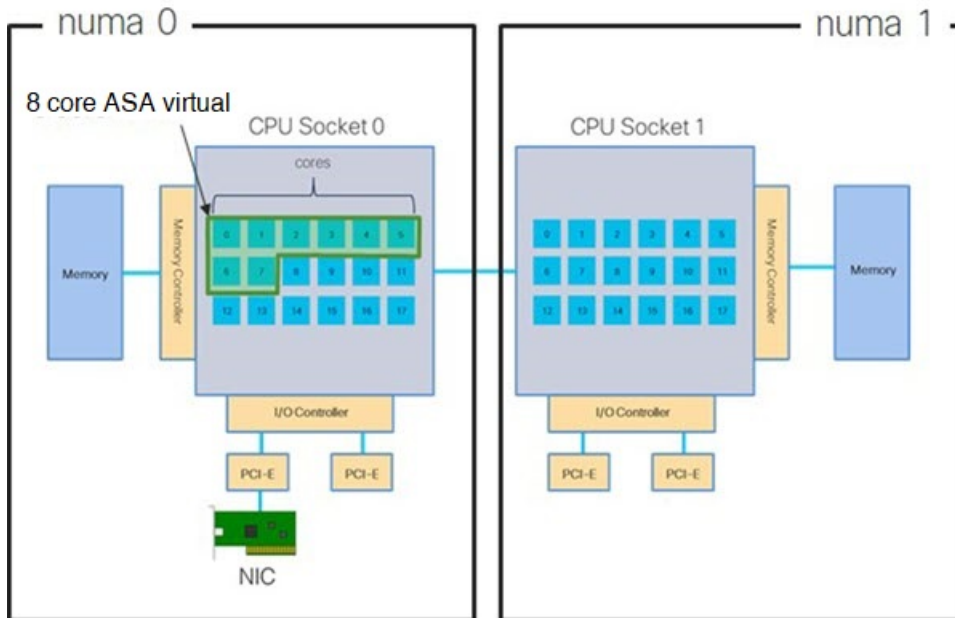 numa 0
numa 1
8 core ASA virtual
CPU Socket 0
CPU Socket 1
cores
Memory
Memory Controller
0 1 2 3 4 5
6 7 8 9 10 11
12 13 14 15 16 17
0 1 2 3 4 5
6 7 8 9 10 11
12 13 14 15 16 17
Memory Controller
Memory
I/O Controller
I/O Controller
PCI-E
PCI-E
PCI-E
PCI-E
NIC